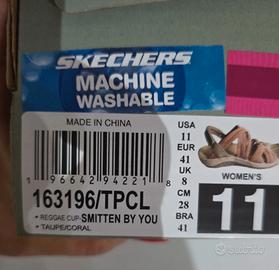 SKECHERS
MACHINE
WASHABLE
MADE IN CHINA
1 96642 94221 8
163196/TPCL
• REGGAE CUP- SMITTEN BY YOU
• TAUPE/CORAL
USA
11
EUR
41
UK
8
CM
28
BRA
41
WOMEN'S
11
subito